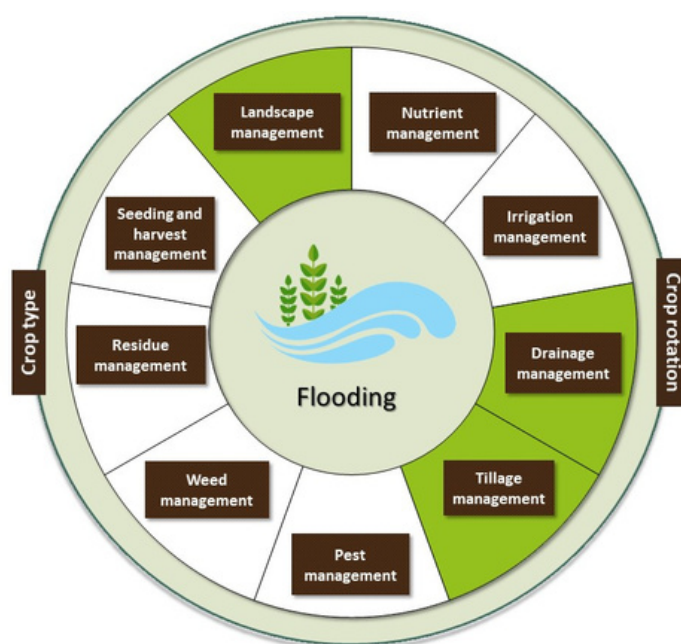 Landscape
management
Nutrient
management
Seeding and
harvest
management
Irrigation
management
Crop type
Crop rotation
Residue
management
Drainage
management
Flooding
Weed
management
Tillage
management
Pest
management